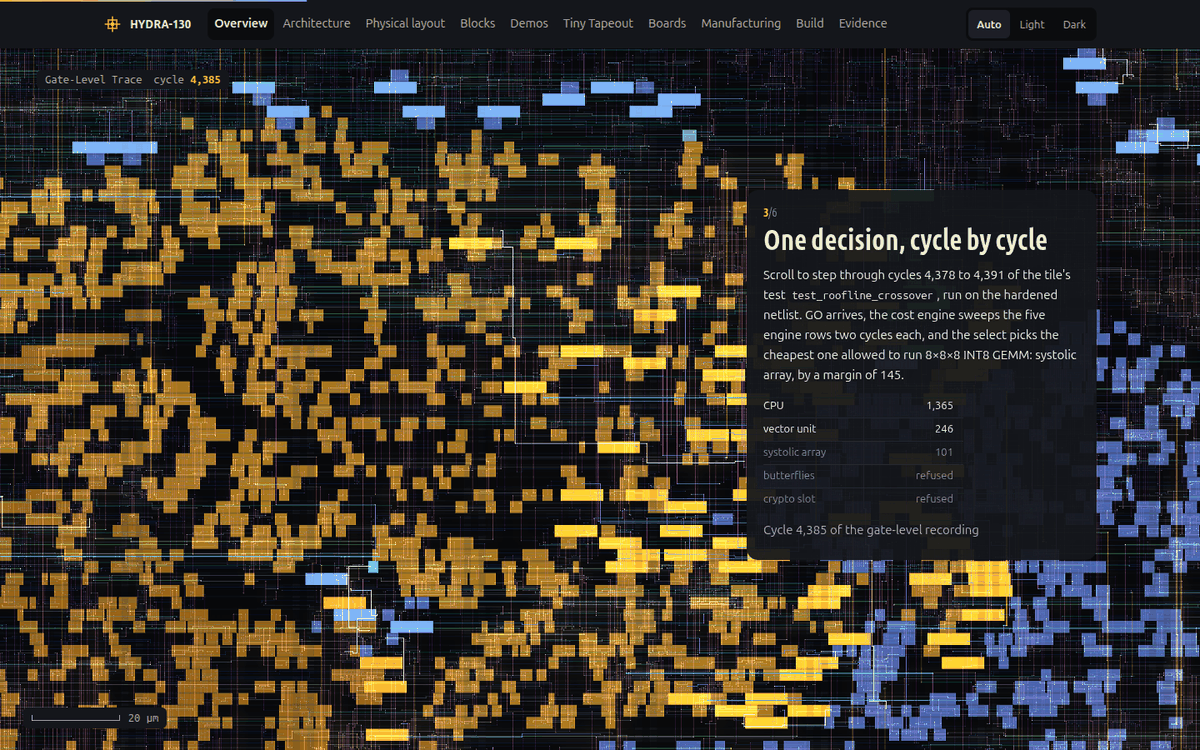 HYDRA-130 Overview Architecture Physical layout Blocks Demos Tiny Tapeout Boards Manufacturing Build Evidence Auto Light Dark
Gate-Level Trace cycle 4,385
3/6
One decision, cycle by cycle
Scroll to step through cycles 4,378 to 4,391 of the tile's
test test_roofline_crossover , run on the hardened
netlist. GO arrives, the cost engine sweeps the five
engine rows two cycles each, and the select picks the
cheapest one allowed to run 8×8×8 INT8 GEMM: systolic
array, by a margin of 145.
CPU 1,365
vector unit 246
systolic array 101
butterflies refused
crypto slot refused
Cycle 4,385 of the gate-level recording
20 µm